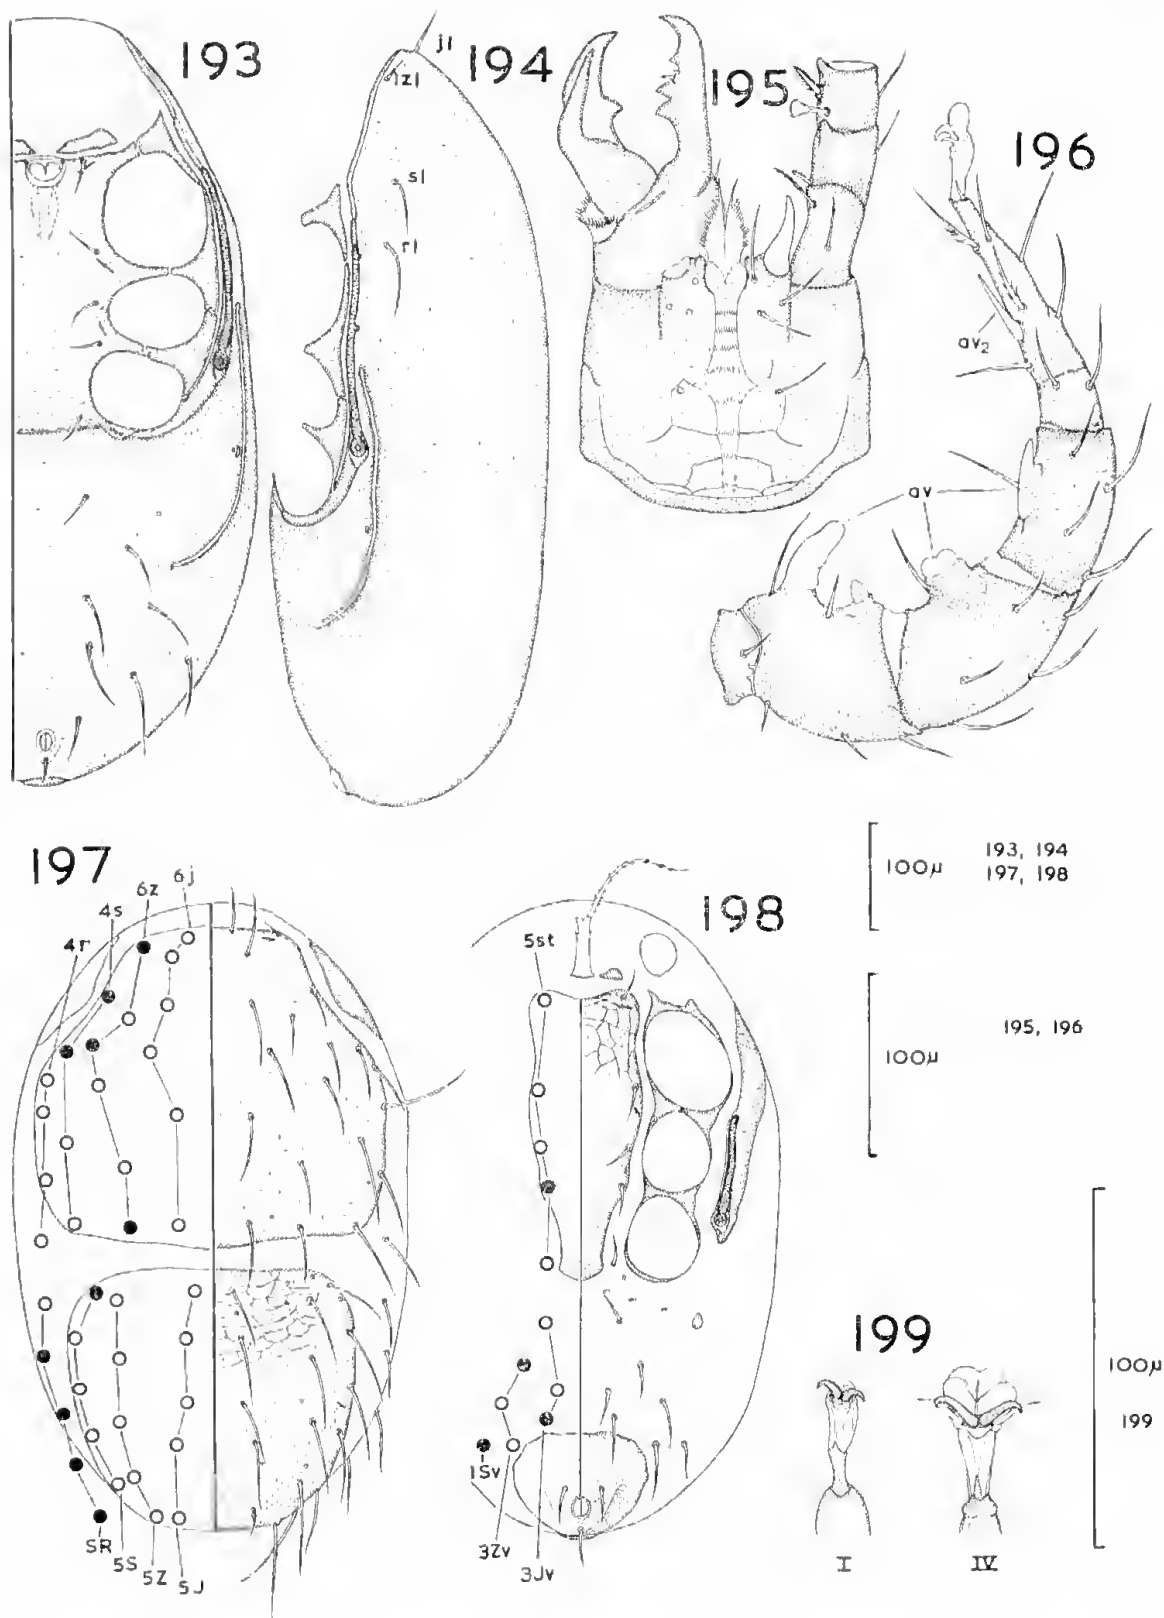 193
194
195
196
j1
z1
s1
r1
av2
av
197
6j
6z
4s
4r
SR
5S
5Z
5J
198
5st
1Sv
3Zv
3Jv
100μ
193, 194
197, 198
100μ
195, 196
199
100μ
199
I
IV